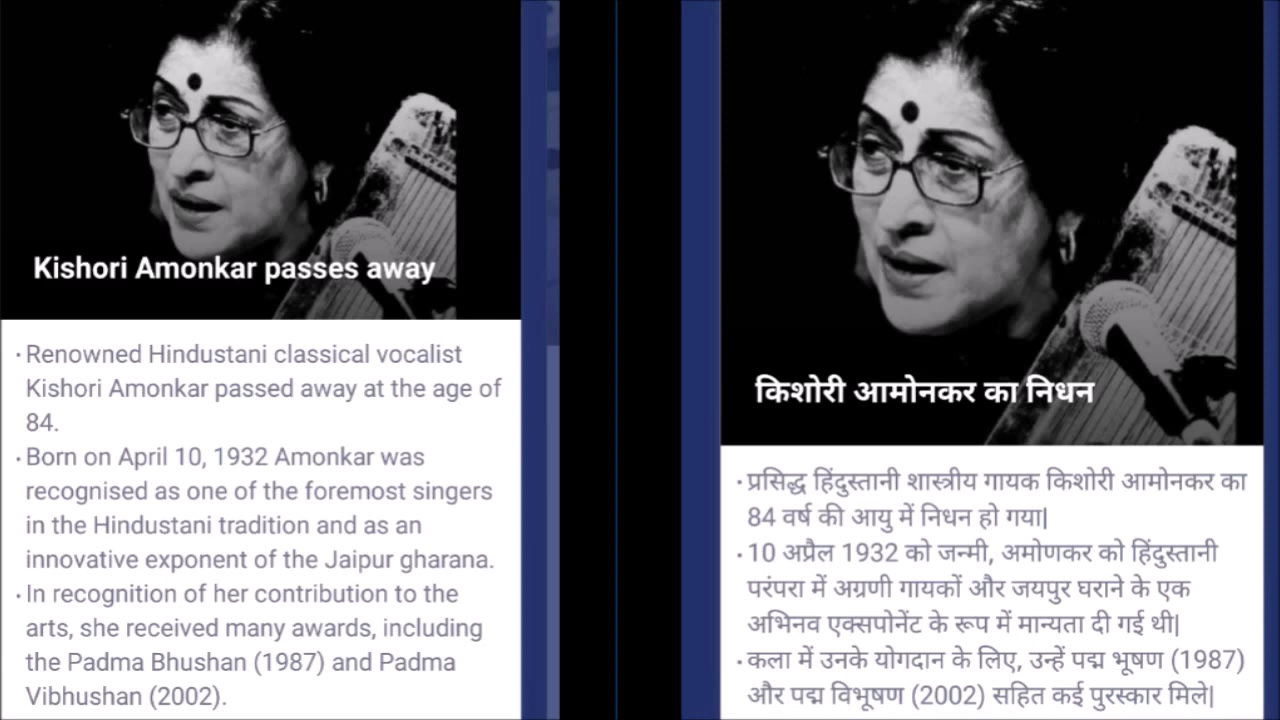 Kishori Amonkar passes away
· Renowned Hindustani classical vocalist
Kishori Amonkar passed away at the age of
84.
· Born on April 10, 1932 Amonkar was
recognised as one of the foremost singers
in the Hindustani tradition and as an
innovative exponent of the Jaipur gharana.
· In recognition of her contribution to the
arts, she received many awards, including
the Padma Bhushan (1987) and Padma
Vibhushan (2002).
किशोरी आमोनकर का निधन
· प्रसिद्ध हिंदुस्तानी शास्त्रीय गायक किशोरी आमोनकर का
84 वर्ष की आयु में निधन हो गया|
· 10 अप्रैल 1932 को जन्मी, अमोणकर को हिंदुस्तानी
परंपरा में अग्रणी गायकों और जयपुर घराने के एक
अभिनव एक्सपोनेंट के रूप में मान्यता दी गई थी|
· कला में उनके योगदान के लिए, उन्हें पद्म भूषण (1987)
और पद्म विभूषण (2002) सहित कई पुरस्कार मिले|